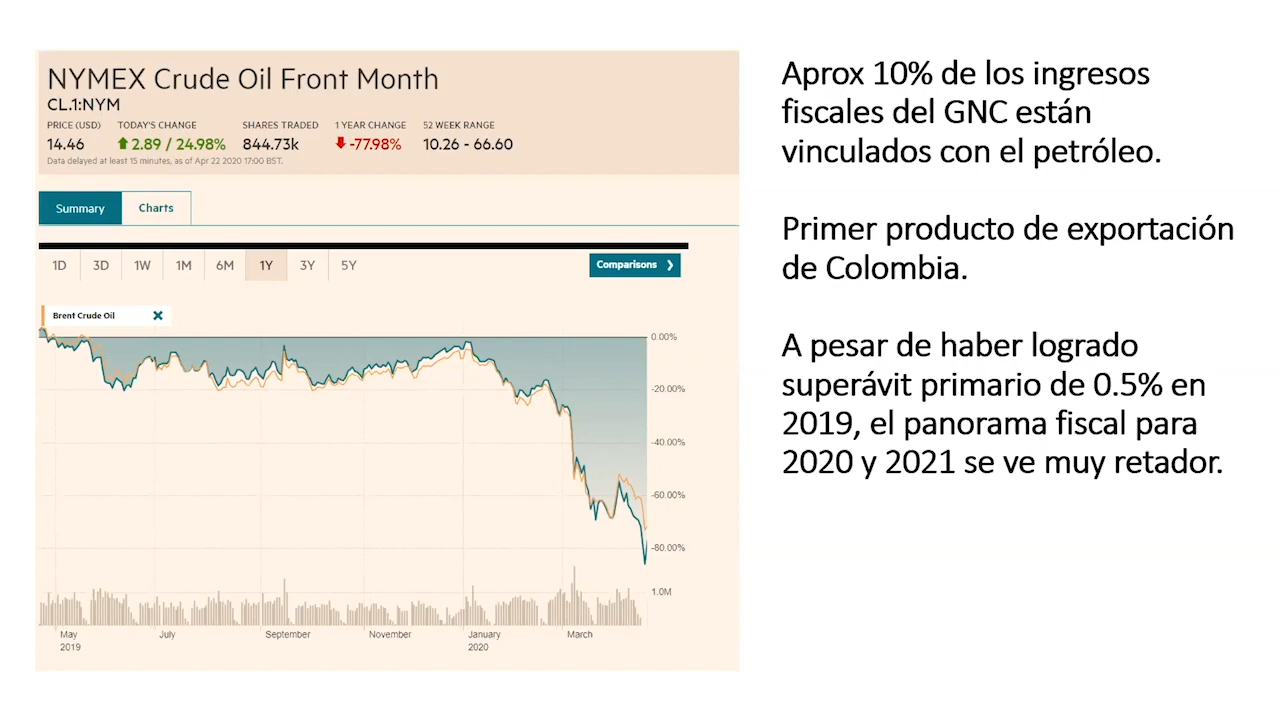 NYMEX Crude Oil Front Month
CL.1:NYM
PRICE (USD) TODAY'S CHANGE SHARES TRADED 1 YEAR CHANGE 52 WEEK RANGE
14.46 2.89 / 24.98% 844.73k -77.98% 10.26 - 66.60
Data delayed at least 15 minutes, as of Apr 22 2020 17:00 BST.
Summary Charts
1D 3D 1W 1M 6M 1Y 3Y 5Y Comparisons
Brent Crude Oil
0.00%
-20.00%
-40.00%
-60.00%
-80.00%
1.0M
May July September November January March
2019 2020
Aprox 10% de los ingresos
fiscales del GNC están
vinculados con el petróleo.
Primer producto de exportación
de Colombia.
A pesar de haber logrado
superávit primario de 0.5% en
2019, el panorama fiscal para
2020 y 2021 se ve muy retador.